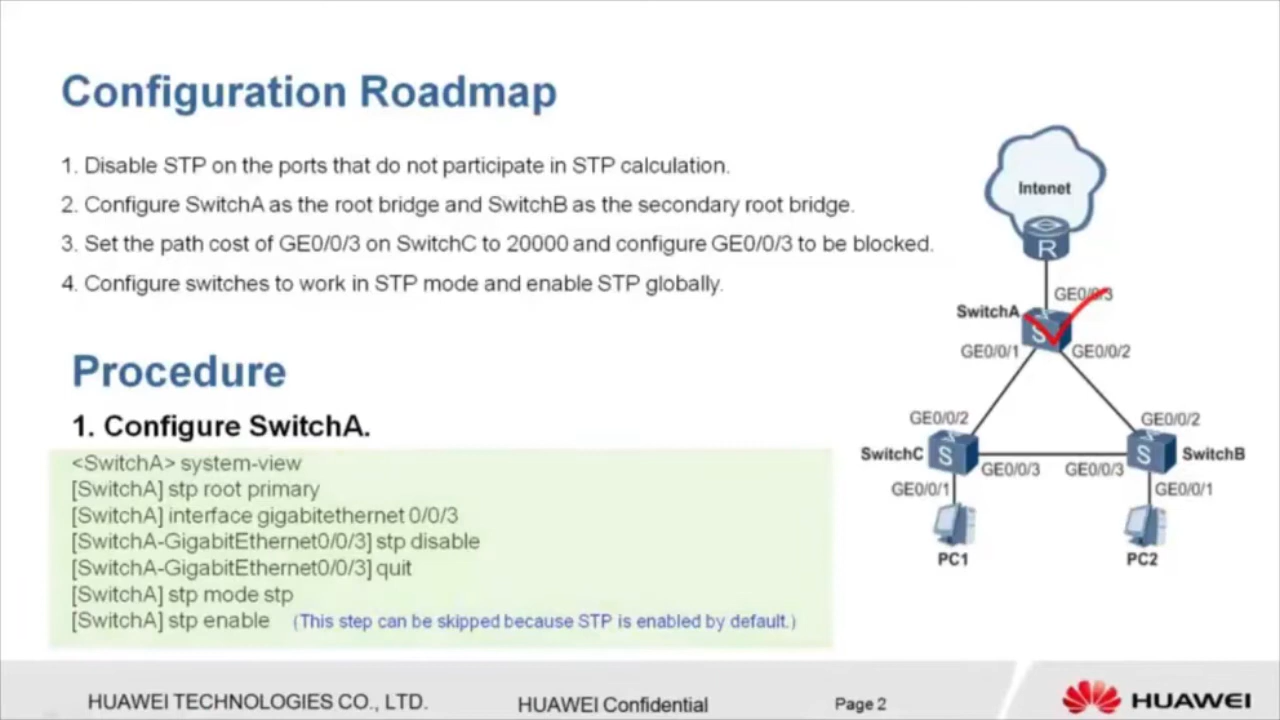 Configuration Roadmap
1. Disable STP on the ports that do not participate in STP calculation.
2. Configure SwitchA as the root bridge and SwitchB as the secondary root bridge.
3. Set the path cost of GE0/0/3 on SwitchC to 20000 and configure GE0/0/3 to be blocked.
4. Configure switches to work in STP mode and enable STP globally.
Intenet
R
GE0/0/3
SwitchA
S
GE0/0/1
GE0/0/2
GE0/0/2
GE0/0/2
SwitchC
S
GE0/0/3
GE0/0/3
S
SwitchB
GE0/0/1
GE0/0/1
PC1
PC2
Procedure
1. Configure SwitchA.
<SwitchA> system-view
[SwitchA] stp root primary
[SwitchA] interface gigabitethernet 0/0/3
[SwitchA-GigabitEthernet0/0/3] stp disable
[SwitchA-GigabitEthernet0/0/3] quit
[SwitchA] stp mode stp
[SwitchA] stp enable (This step can be skipped because STP is enabled by default.)
HUAWEI TECHNOLOGIES CO., LTD.
HUAWEI Confidential
Page 2
HUAWEI